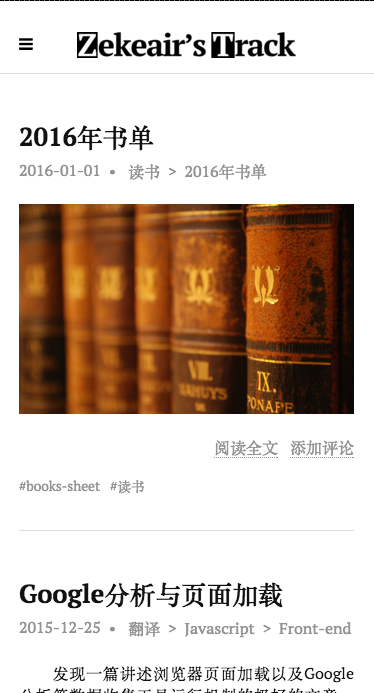 Zekeair’s Track
2016年书单
2016-01-01 • 读书 > 2016年书单
VIII.
IX.
阅读全文 添加评论
#books-sheet #读书
Google分析与页面加载
2015-12-25 • 翻译 > Javascript > Front-end
发现一篇讲述浏览器页面加载以及Google